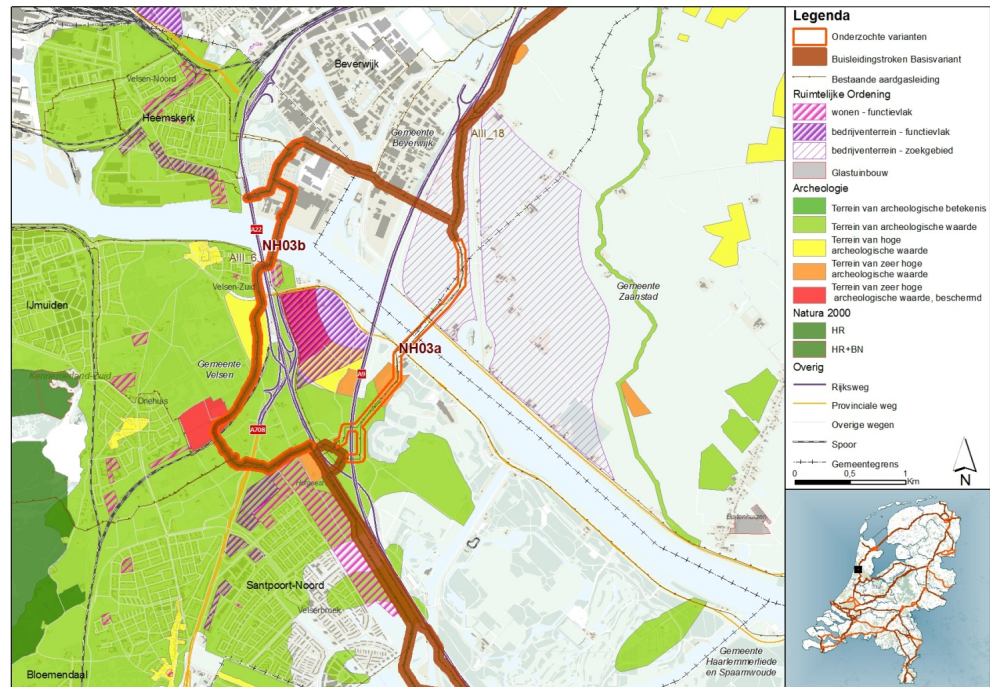 Velsen-Noord
Heemskerk
Beverwijk
Gemeente
Beverwijk
AIII_18
A22
NH03b
AIII_6
Velsen-Zuid
IJmuiden
Gemeente
Zaanstad
NH03a
Gemeente
Velsen
A9
Driehuis
A708
Santpoort-Noord
Velserbroek
Buitenhuizen
Bloemendaal
Gemeente
Haarlemmerliede
en Spaarnwoude
Legenda
Onderzochte varianten
Buisleidingstroken Basisvariant
Bestaande aardgasleiding
Ruimtelijke Ordening
wonen - functievlak
bedrijventerrein - functievlak
bedrijventerrein - zoekgebied
Glastuinbouw
Archeologie
Terrein van archeologische betekenis
Terrein van archeologische waarde
Terrein van hoge
archeologische waarde
Terrein van zeer hoge
archeologische waarde
Terrein van zeer hoge
archeologische waarde, beschermd
Natura 2000
HR
HR+BN
Overig
Rijksweg
Provinciale weg
Overige wegen
Spoor
Gemeentegrens
0 0,5 1
Km
N